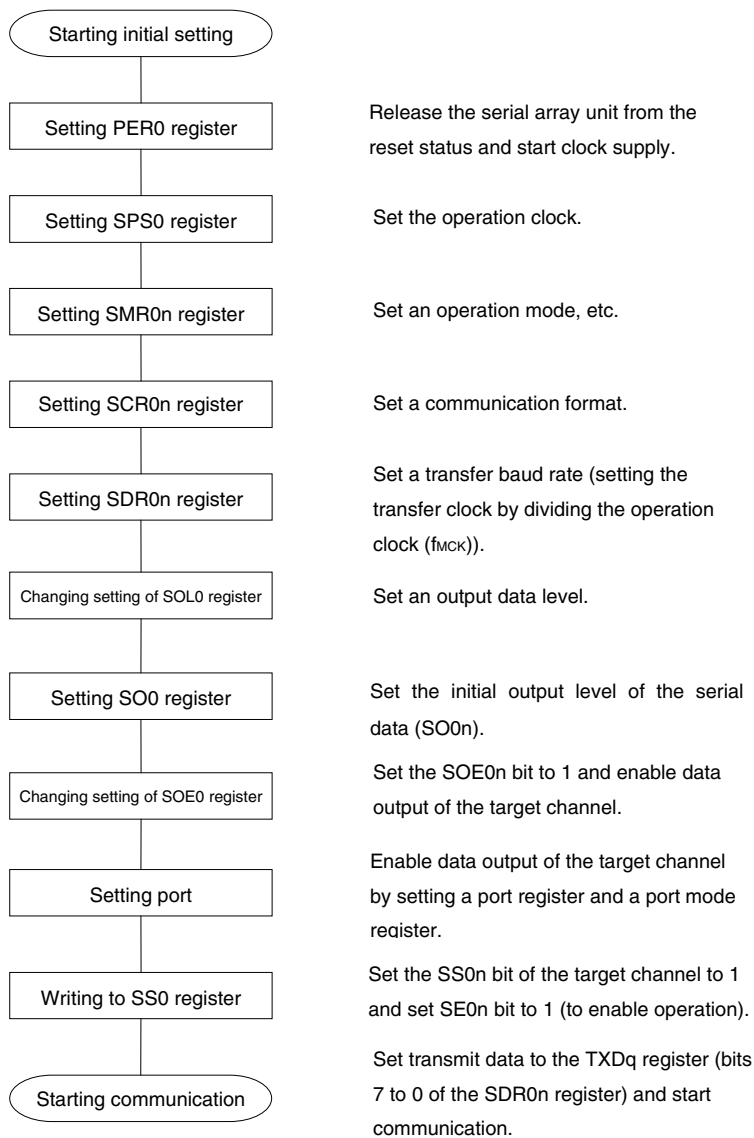 Starting initial setting
Setting PER0 register
Release the serial array unit from the
reset status and start clock supply.
Setting SPS0 register
Set the operation clock.
Setting SMR0n register
Set an operation mode, etc.
Setting SCR0n register
Set a communication format.
Setting SDR0n register
Set a transfer baud rate (setting the
transfer clock by dividing the operation
clock (fMCK)).
Changing setting of SOL0 register
Set an output data level.
Setting SO0 register
Set the initial output level of the serial
data (SO0n).
Changing setting of SOE0 register
Set the SOE0n bit to 1 and enable data
output of the target channel.
Setting port
Enable data output of the target channel
by setting a port register and a port mode
register.
Writing to SS0 register
Set the SS0n bit of the target channel to 1
and set SE0n bit to 1 (to enable operation).
Starting communication
Set transmit data to the TXDq register (bits
7 to 0 of the SDR0n register) and start
communication.